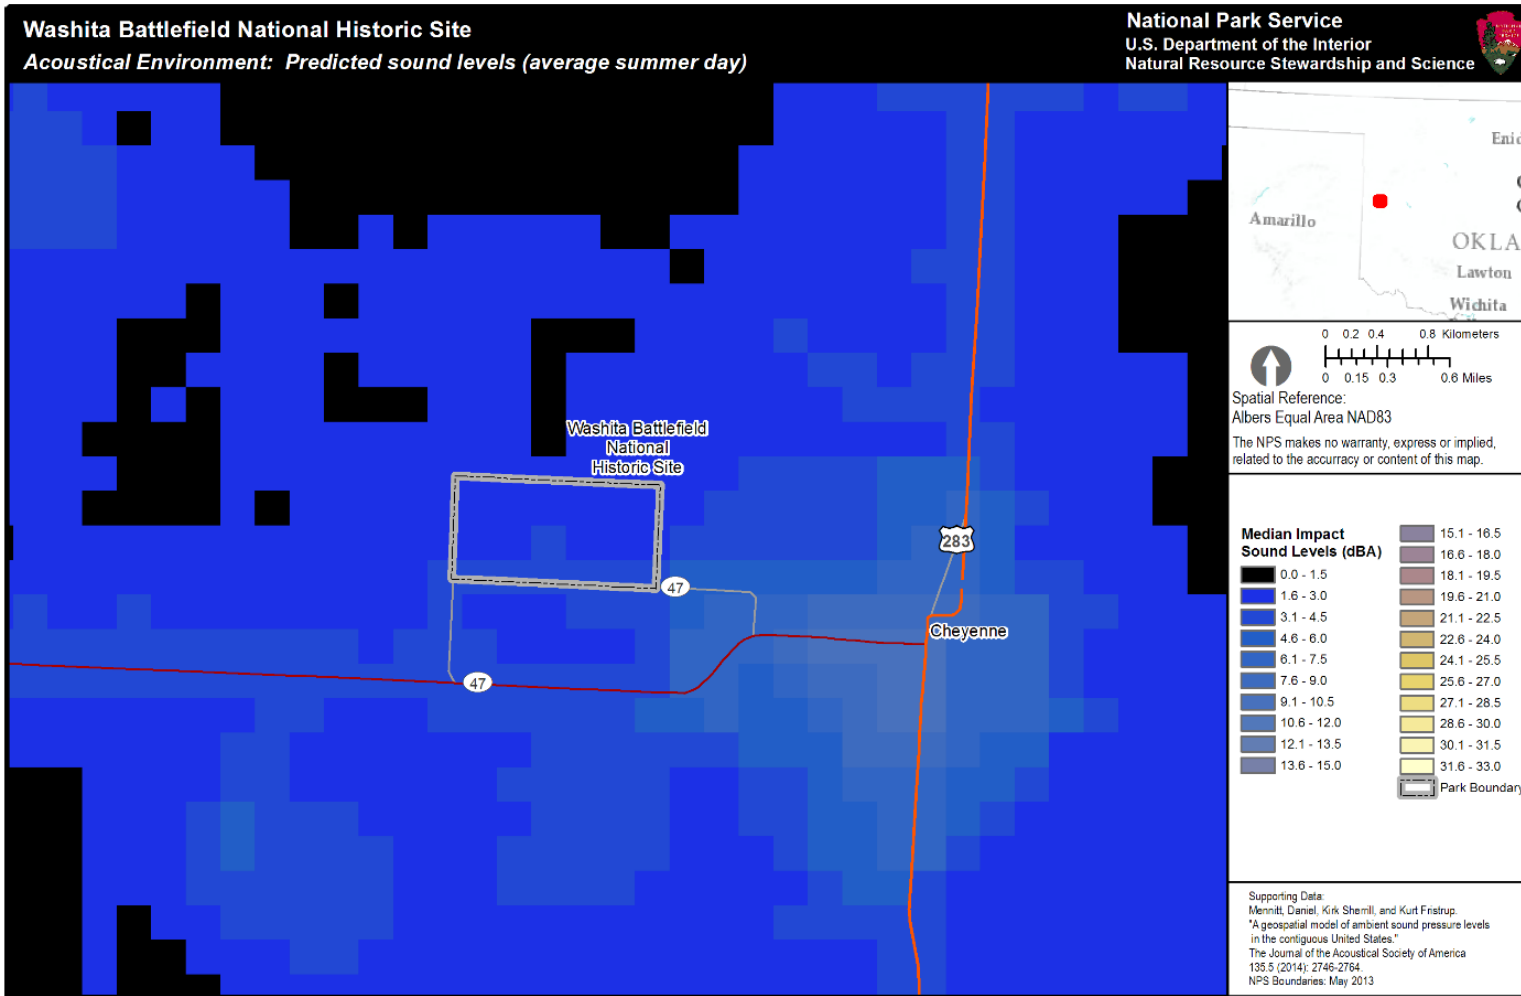 Washita Battlefield National Historic Site
Acoustical Environment: Predicted sound levels (average summer day)
National Park Service
U.S. Department of the Interior
Natural Resource Stewardship and Science
Enid
Amarillo
OKLA
Lawton
Wichita
0 0.2 0.4 0.8 Kilometers
0 0.15 0.3 0.6 Miles
Spatial Reference:
Albers Equal Area NAD83
The NPS makes no warranty, express or implied,
related to the accurracy or content of this map.
Washita Battlefield
National
Historic Site
283
47
Cheyenne
47
Median Impact
Sound Levels (dBA)
0.0 - 1.5
1.6 - 3.0
3.1 - 4.5
4.6 - 6.0
6.1 - 7.5
7.6 - 9.0
9.1 - 10.5
10.6 - 12.0
12.1 - 13.5
13.6 - 15.0
15.1 - 16.5
16.6 - 18.0
18.1 - 19.5
19.6 - 21.0
21.1 - 22.5
22.6 - 24.0
24.1 - 25.5
25.6 - 27.0
27.1 - 28.5
28.6 - 30.0
30.1 - 31.5
31.6 - 33.0
Park Boundary
Supporting Data:
Mennitt, Daniel, Kirk Sherrill, and Kurt Fristrup.
"A geospatial model of ambient sound pressure levels
in the contiguous United States."
The Journal of the Acoustical Society of America
135.5 (2014): 2746-2764.
NPS Boundaries: May 2013